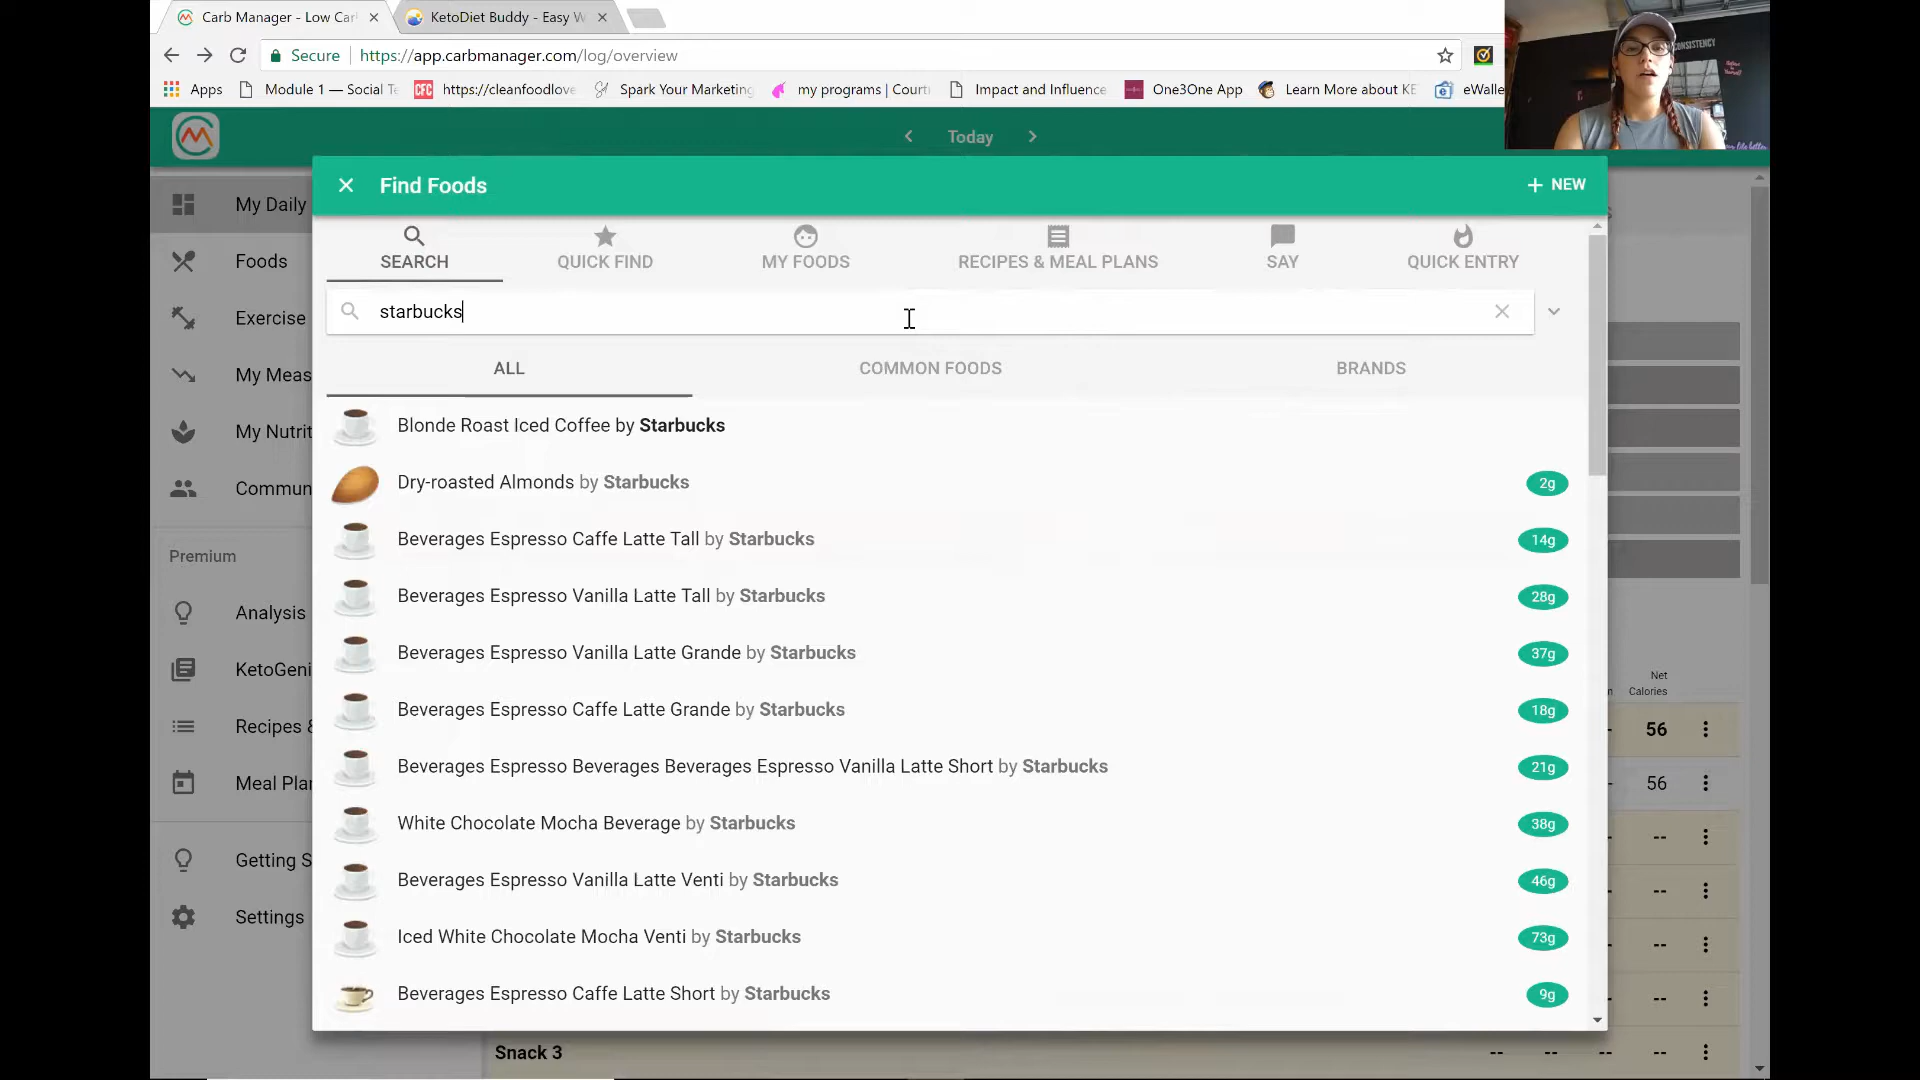 Carb Manager - Low Car
KetoDiet Buddy - Easy W
Secure
https://app.carbmanager.com/log/overview
Apps
Module 1 — Social T
CFC
https://cleanfoodlove
Spark Your Marketing
my programs | Court
Impact and Influence
One3One App
Learn More about KE
eWalle
CONSISTENCY
Today
Find Foods
+ NEW
SEARCH
QUICK FIND
MY FOODS
RECIPES & MEAL PLANS
SAY
QUICK ENTRY
starbucks
ALL
COMMON FOODS
BRANDS
Blonde Roast Iced Coffee by Starbucks
Dry-roasted Almonds by Starbucks 2g
Beverages Espresso Caffe Latte Tall by Starbucks 14g
Beverages Espresso Vanilla Latte Tall by Starbucks 28g
Beverages Espresso Vanilla Latte Grande by Starbucks 37g
Beverages Espresso Caffe Latte Grande by Starbucks 18g
Beverages Espresso Beverages Beverages Espresso Vanilla Latte Short by Starbucks 21g
White Chocolate Mocha Beverage by Starbucks 38g
Beverages Espresso Vanilla Latte Venti by Starbucks 46g
Iced White Chocolate Mocha Venti by Starbucks 73g
Beverages Espresso Caffe Latte Short by Starbucks 9g
My Daily
Foods
Exercise
My Meas
My Nutrit
Commun
Premium
Analysis
KetoGeni
Recipes &
Meal Plan
Getting S
Settings
Net
Calories
56
56
--
--
--
--
Snack 3 -- -- -- --